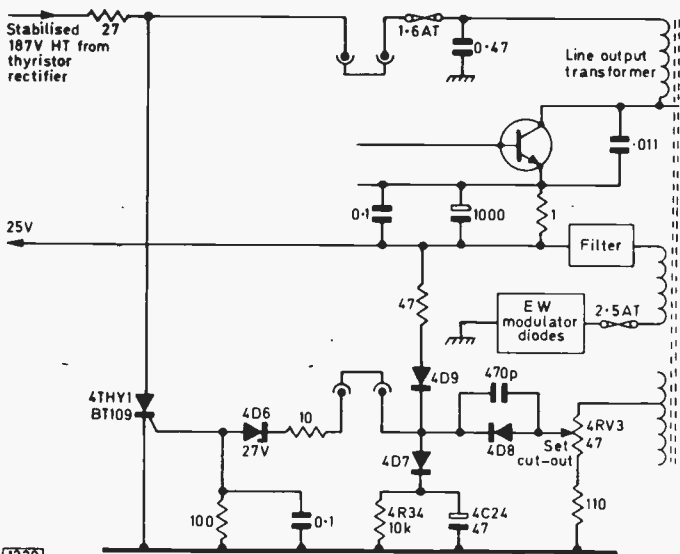 Stabilised
187V HT from
thyristor
rectifier
27
1·6AT
0·47
Line output
transformer
·011
0·1
1000
1
25V
Filter
47
EW
modulator
diodes
2·5AT
4D9
470p
4THY1
BT109
4D6
27V
10
4D8
4RV3
47
Set
cut-out
4D7
100
0·1
4R34
10k
4C24
47
110